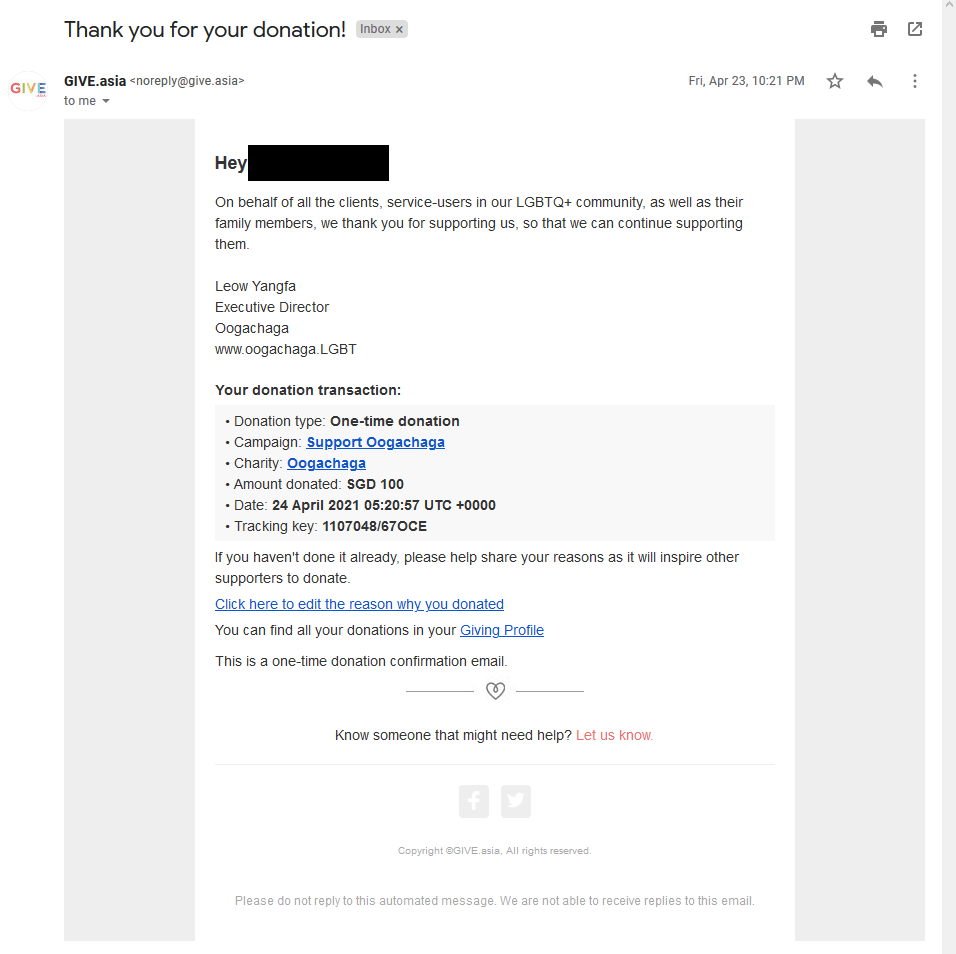 Thank you for your donation! Inbox x
GIVE
.ASIA
GIVE.asia <noreply@give.asia> Fri, Apr 23, 10:21 PM
to me
Hey
On behalf of all the clients, service-users in our LGBTQ+ community, as well as their
family members, we thank you for supporting us, so that we can continue supporting
them.
Leow Yangfa
Executive Director
Oogachaga
www.oogachaga.LGBT
Your donation transaction:
• Donation type: One-time donation
• Campaign: Support Oogachaga
• Charity: Oogachaga
• Amount donated: SGD 100
• Date: 24 April 2021 05:20:57 UTC +0000
• Tracking key: 1107048/67OCE
If you haven't done it already, please help share your reasons as it will inspire other
supporters to donate.
Click here to edit the reason why you donated
You can find all your donations in your Giving Profile
This is a one-time donation confirmation email.
Know someone that might need help? Let us know.
Copyright ©GIVE.asia, All rights reserved.
Please do not reply to this automated message. We are not able to receive replies to this email.